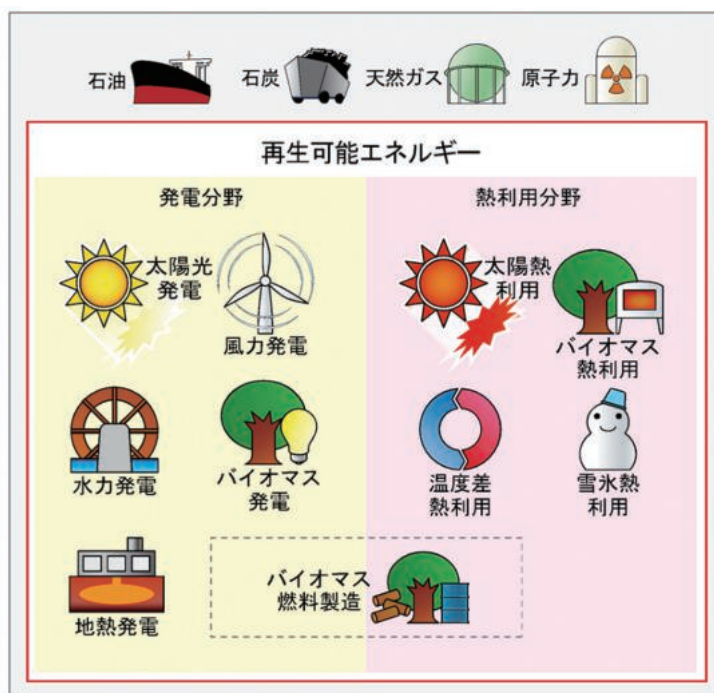 石油
石炭
天然ガス
原子力
再生可能エネルギー
発電分野
太陽光
発電
風力発電
水力発電
バイオマス
発電
地熱発電
熱利用分野
太陽熱
利用
バイオマス
熱利用
温度差
熱利用
雪氷熱
利用
バイオマス
燃料製造